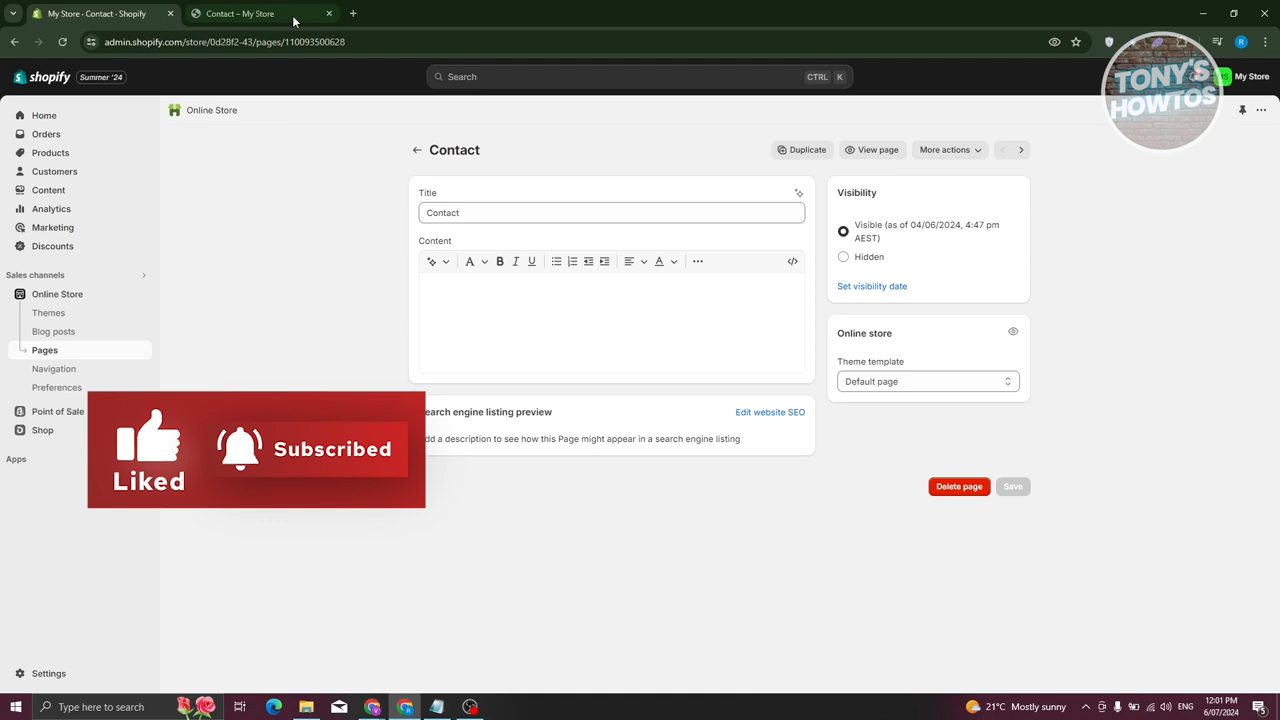 My Store - Contact - Shopify
Contact – My Store
admin.shopify.com/store/0d28f2-43/pages/110093500628
R
shopify
Summer '24
Search
CTRL K
My Store
TONY'S
HOWTOS
Home
Orders
Products
Customers
Content
Analytics
Marketing
Discounts
Sales channels
Online Store
Themes
Blog posts
Pages
Navigation
Preferences
Point of Sale
Shop
Apps
Settings
Online Store
Contact
Duplicate
View page
More actions
Title
Contact
Content
A
B
I
U
A
Search engine listing preview
Edit website SEO
Add a description to see how this Page might appear in a search engine listing
Visibility
Visible (as of 04/06/2024, 4:47 pm
AEST)
Hidden
Set visibility date
Online store
Theme template
Default page
Delete page
Save
Liked
Subscribed
Type here to search
21°C Mostly sunny
ENG
12:01 PM
6/07/2024